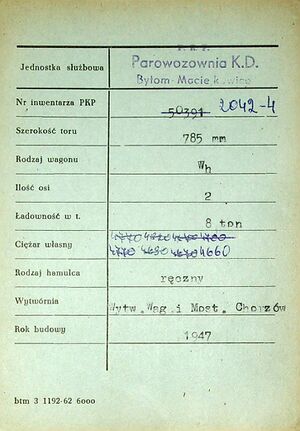 P. K. P.
Jednostka służbowa Parowozownia K.D.
Bytom-Maciejkowice
Nr inwentarza PKP 50391 2042-4
Szerokość toru 785 mm
Rodzaj wagonu Wh
Ilość osi 2
Ładowność w t. 8 ton
Ciężar własny
4660
Rodzaj hamulca ręczny
Wytwórnia Wytw.Wag.i Most. Chorzów
Rok budowy 1947
btm 3 1192-62 6000